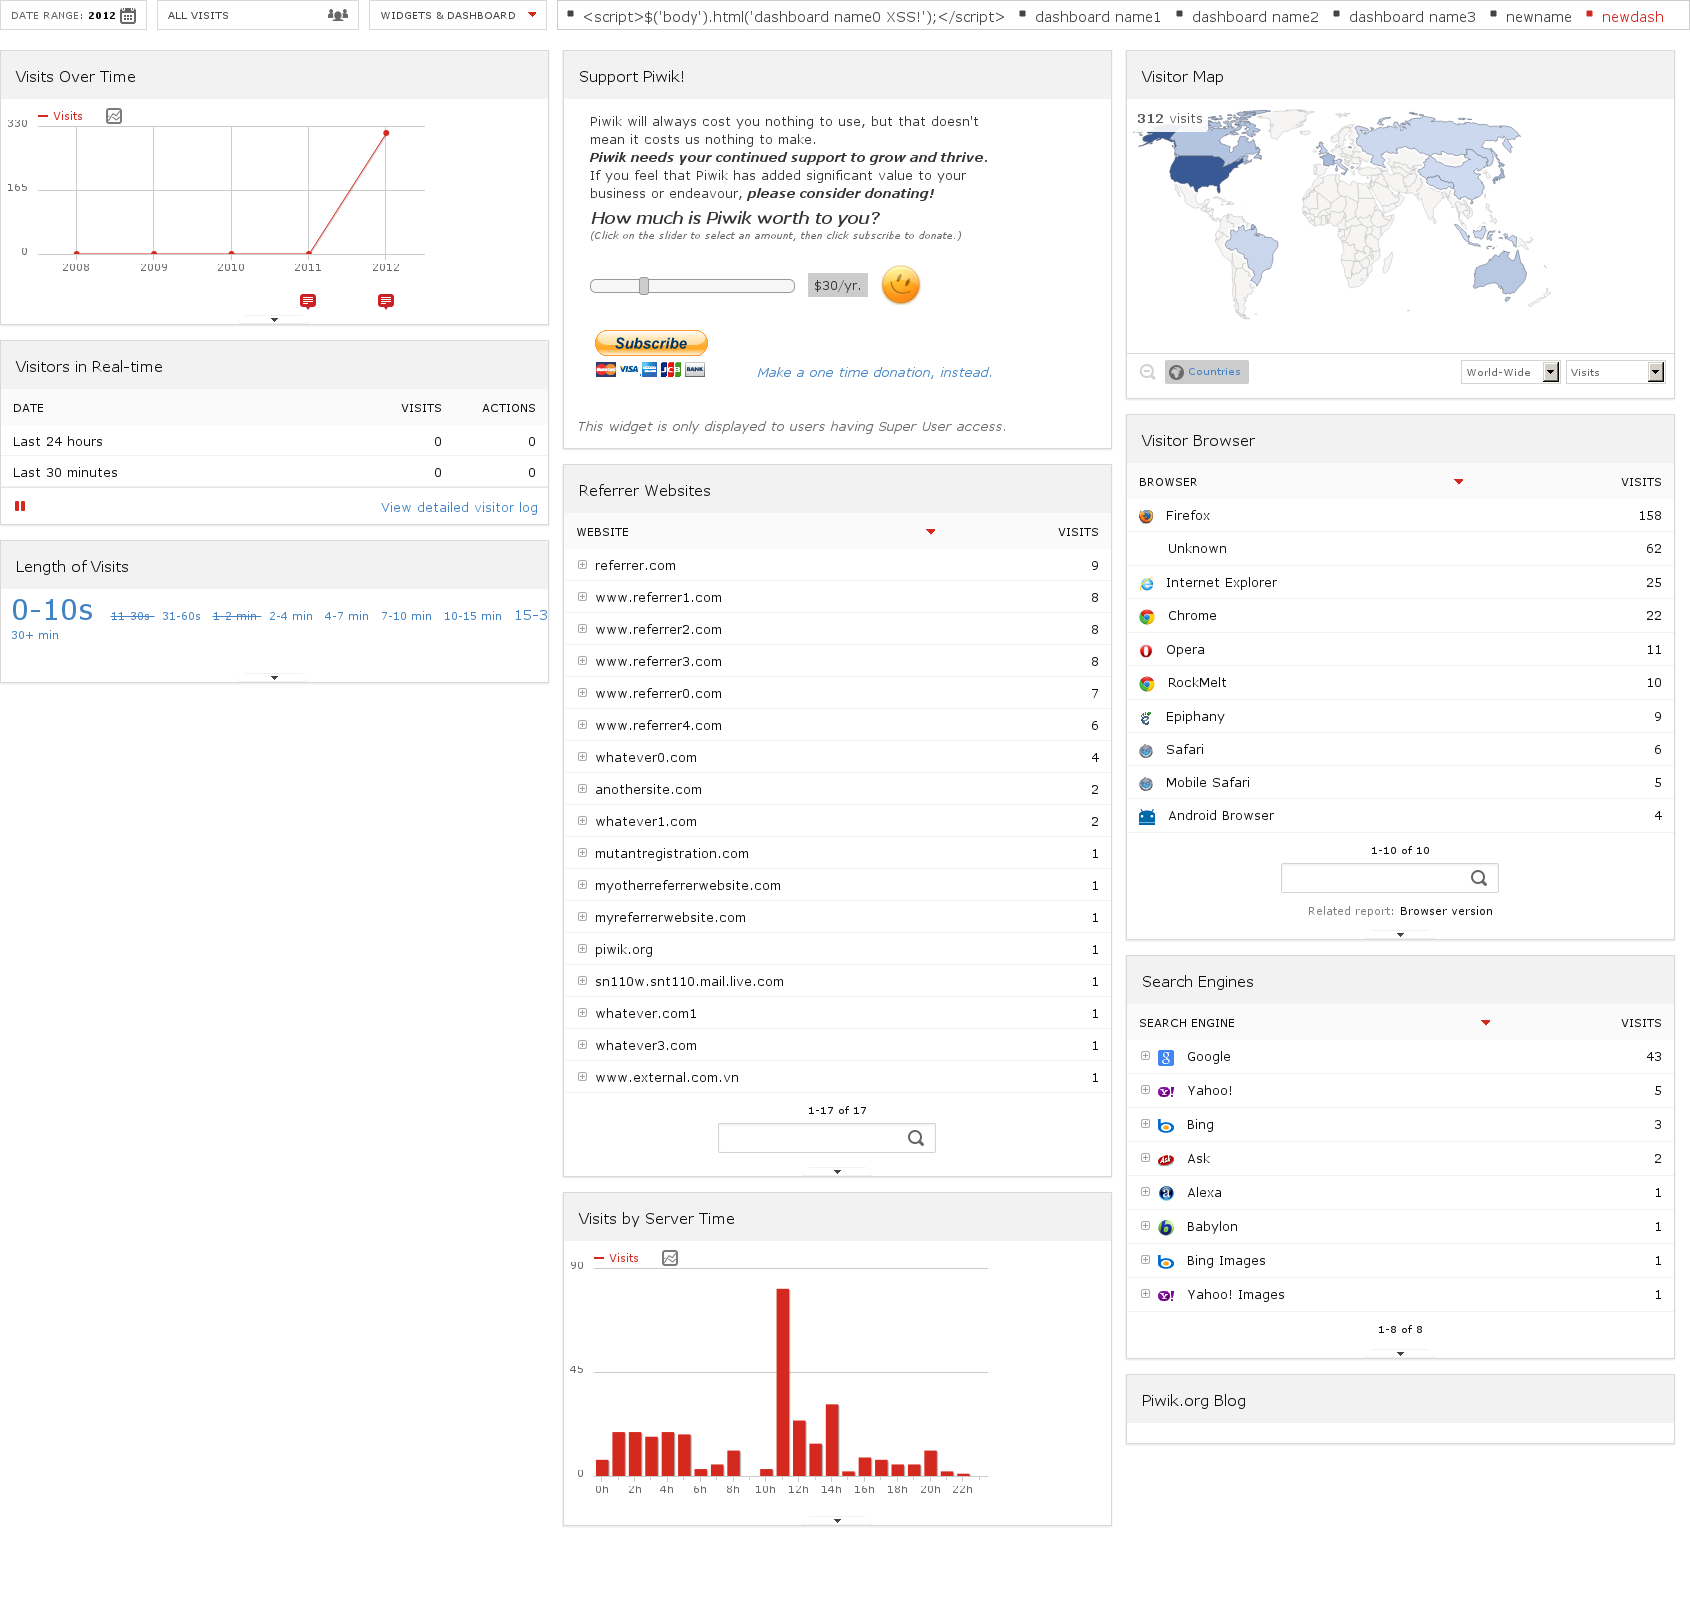 DATE RANGE: 2012
ALL VISITS
WIDGETS & DASHBOARD
<script>$('body').html('dashboard name0 XSS!');</script>
dashboard name1
dashboard name2
dashboard name3
newname
newdash
Visits Over Time
Visits
330
165
0
2008 2009 2010 2011 2012
Visitors in Real-time
DATE VISITS ACTIONS
Last 24 hours 0 0
Last 30 minutes 0 0
View detailed visitor log
Length of Visits
0-10s 11-30s 31-60s 1-2 min 2-4 min 4-7 min 7-10 min 10-15 min 15-3
30+ min
Support Piwik!
Piwik will always cost you nothing to use, but that doesn't
mean it costs us nothing to make.
Piwik needs your continued support to grow and thrive.
If you feel that Piwik has added significant value to your
business or endeavour, please consider donating!
How much is Piwik worth to you?
(Click on the slider to select an amount, then click subscribe to donate.)
$30/yr.
Subscribe
VISA JCB BANK
Make a one time donation, instead.
This widget is only displayed to users having Super User access.
Referrer Websites
WEBSITE VISITS
referrer.com 9
www.referrer1.com 8
www.referrer2.com 8
www.referrer3.com 8
www.referrer0.com 7
www.referrer4.com 6
whatever0.com 4
anothersite.com 2
whatever1.com 2
mutantregistration.com 1
myotherreferrerwebsite.com 1
myreferrerwebsite.com 1
piwik.org 1
sn110w.snt110.mail.live.com 1
whatever.com1 1
whatever3.com 1
www.external.com.vn 1
1-17 of 17
Visits by Server Time
Visits
90
45
0
0h 2h 4h 6h 8h 10h 12h 14h 16h 18h 20h 22h
Visitor Map
312 visits
Countries
World-Wide
Visits
Visitor Browser
BROWSER VISITS
Firefox 158
Unknown 62
Internet Explorer 25
Chrome 22
Opera 11
RockMelt 10
Epiphany 9
Safari 6
Mobile Safari 5
Android Browser 4
1-10 of 10
Related report: Browser version
Search Engines
SEARCH ENGINE VISITS
Google 43
Yahoo! 5
Bing 3
Ask 2
Alexa 1
Babylon 1
Bing Images 1
Yahoo! Images 1
1-8 of 8
Piwik.org Blog